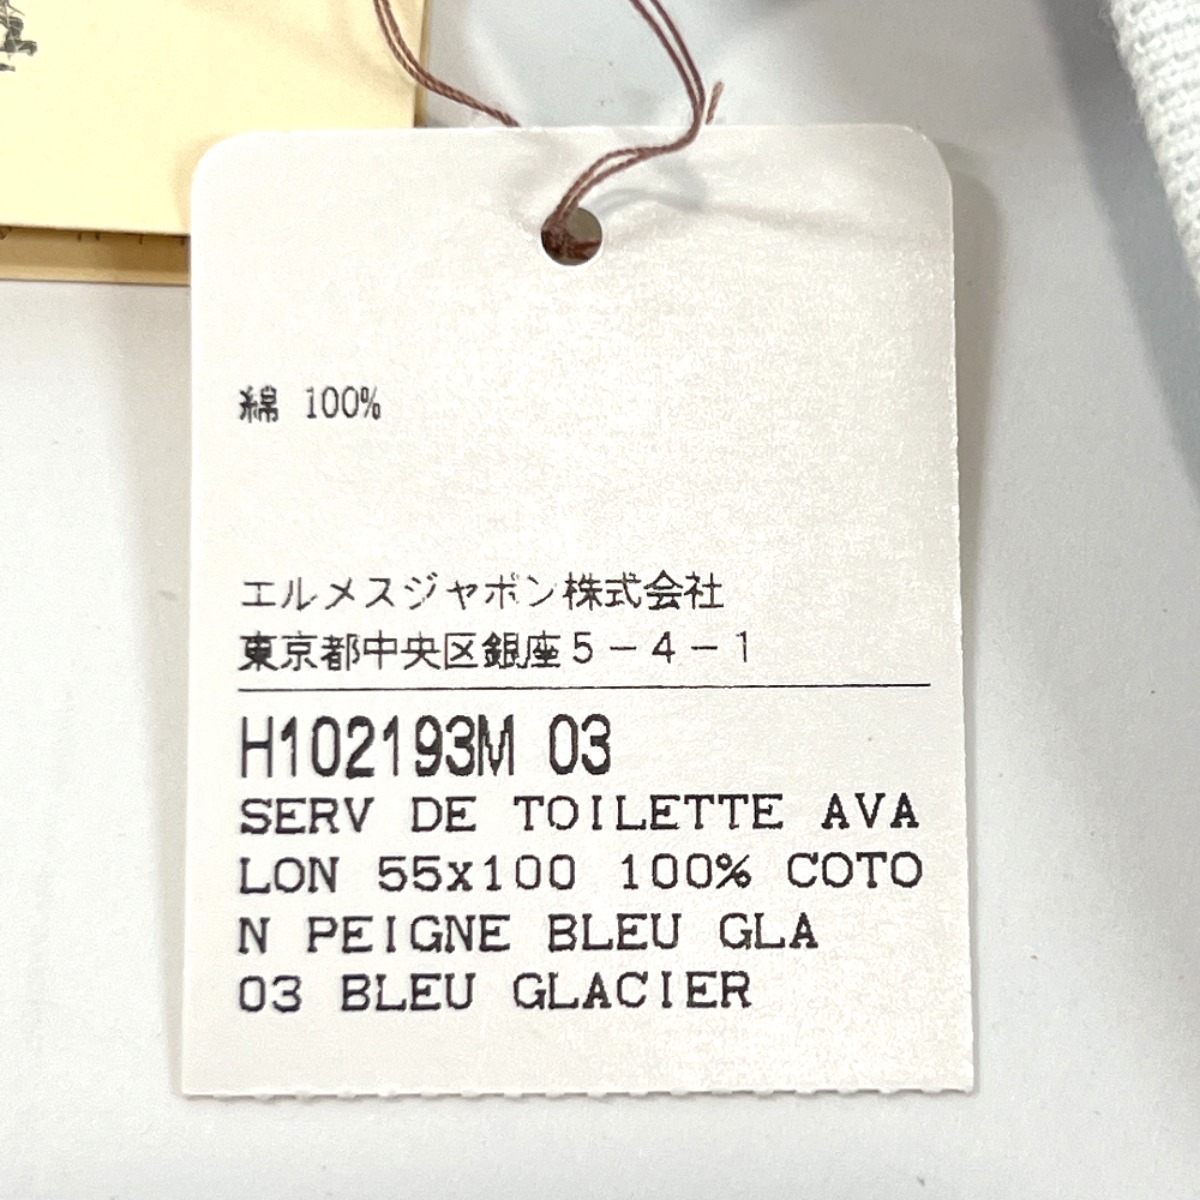 綿 100%
エルメスジャポン株式会社
東京都中央区銀座5-4-1
H102193M 03
SERV DE TOILETTE AVA
LON 55x100 100% COTO
N PEIGNE BLEU GLA
03 BLEU GLACIER